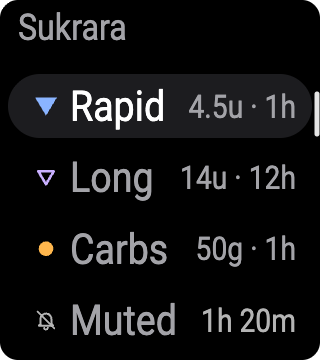 Sukrara
Rapid 4.5u · 1h
Long 14u · 12h
Carbs 50g · 1h
Muted 1h 20m